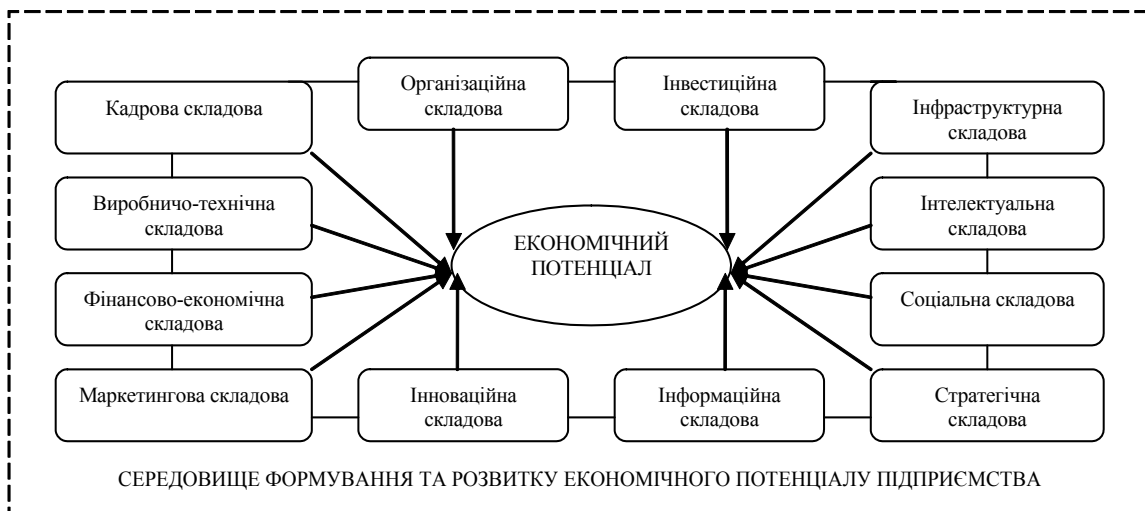 Кадрова складова
Організаційна
складова
Інвестиційна
складова
Інфраструктурна
складова
Виробничо-технічна
складова
ЕКОНОМІЧНИЙ
ПОТЕНЦІАЛ
Інтелектуальна
складова
Фінансово-економічна
складова
Соціальна складова
Маркетингова складова
Інноваційна
складова
Інформаційна
складова
Стратегічна
складова
СЕРЕДОВИЩЕ ФОРМУВАННЯ ТА РОЗВИТКУ ЕКОНОМІЧНОГО ПОТЕНЦІАЛУ ПІДПРИЄМСТВА